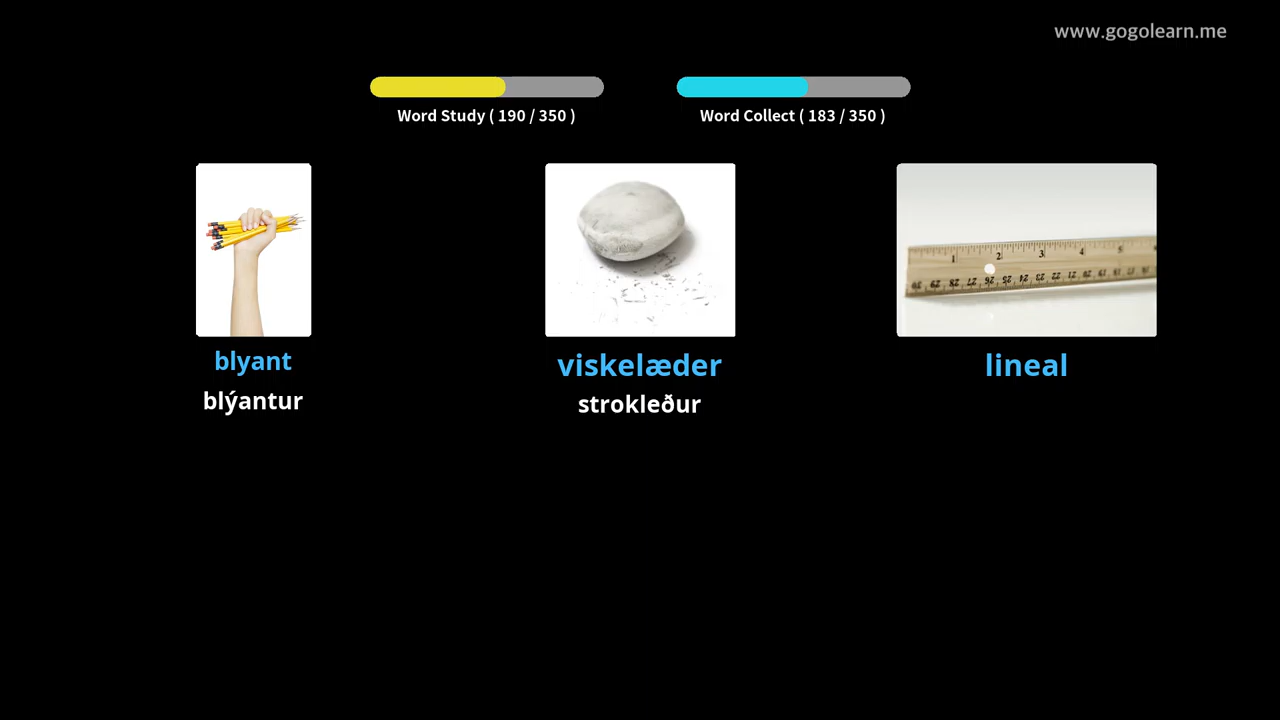 www.gogolearn.me
Word Study ( 190 / 350 )
Word Collect ( 183 / 350 )
blyant
blýantur
viskelæder
strokleður
lineal